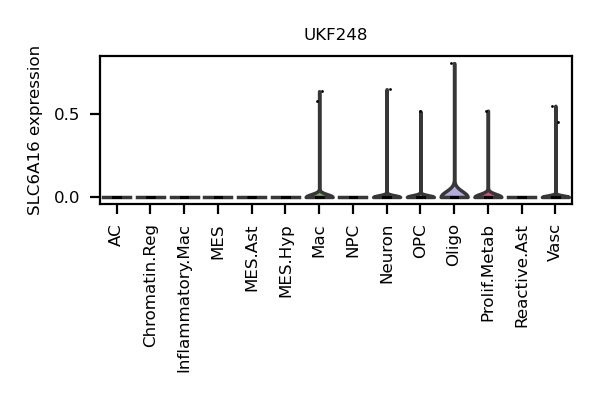 UKF248
SLC6A16 expression
0.5
0.0
AC
Chromatin.Reg
Inflammatory.Mac
MES
MES.Ast
MES.Hyp
Mac
NPC
Neuron
OPC
Oligo
Prolif.Metab
Reactive.Ast
Vasc